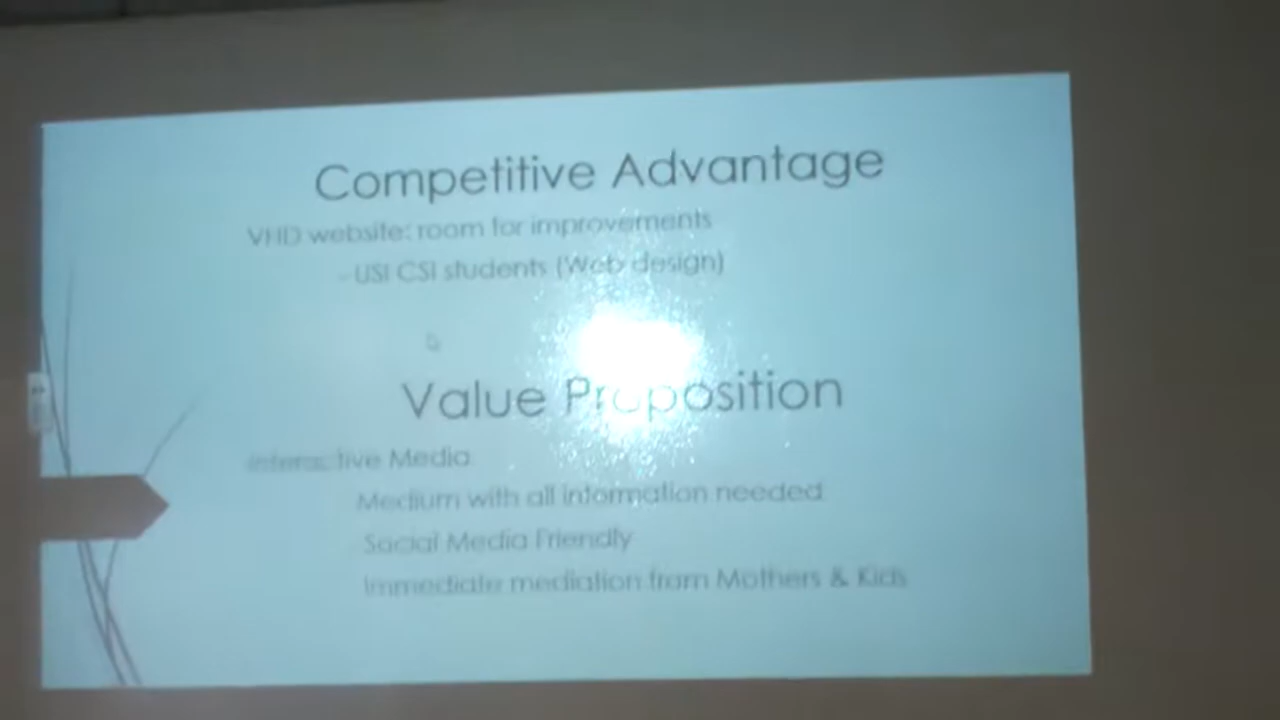 Competitive Advantage
VHD website: room for improvements
- USI CSI students (Web design)
Value Proposition
Interactive Media
Medium with all information needed
Social Media Friendly
Immediate mediation from Mothers & Kids